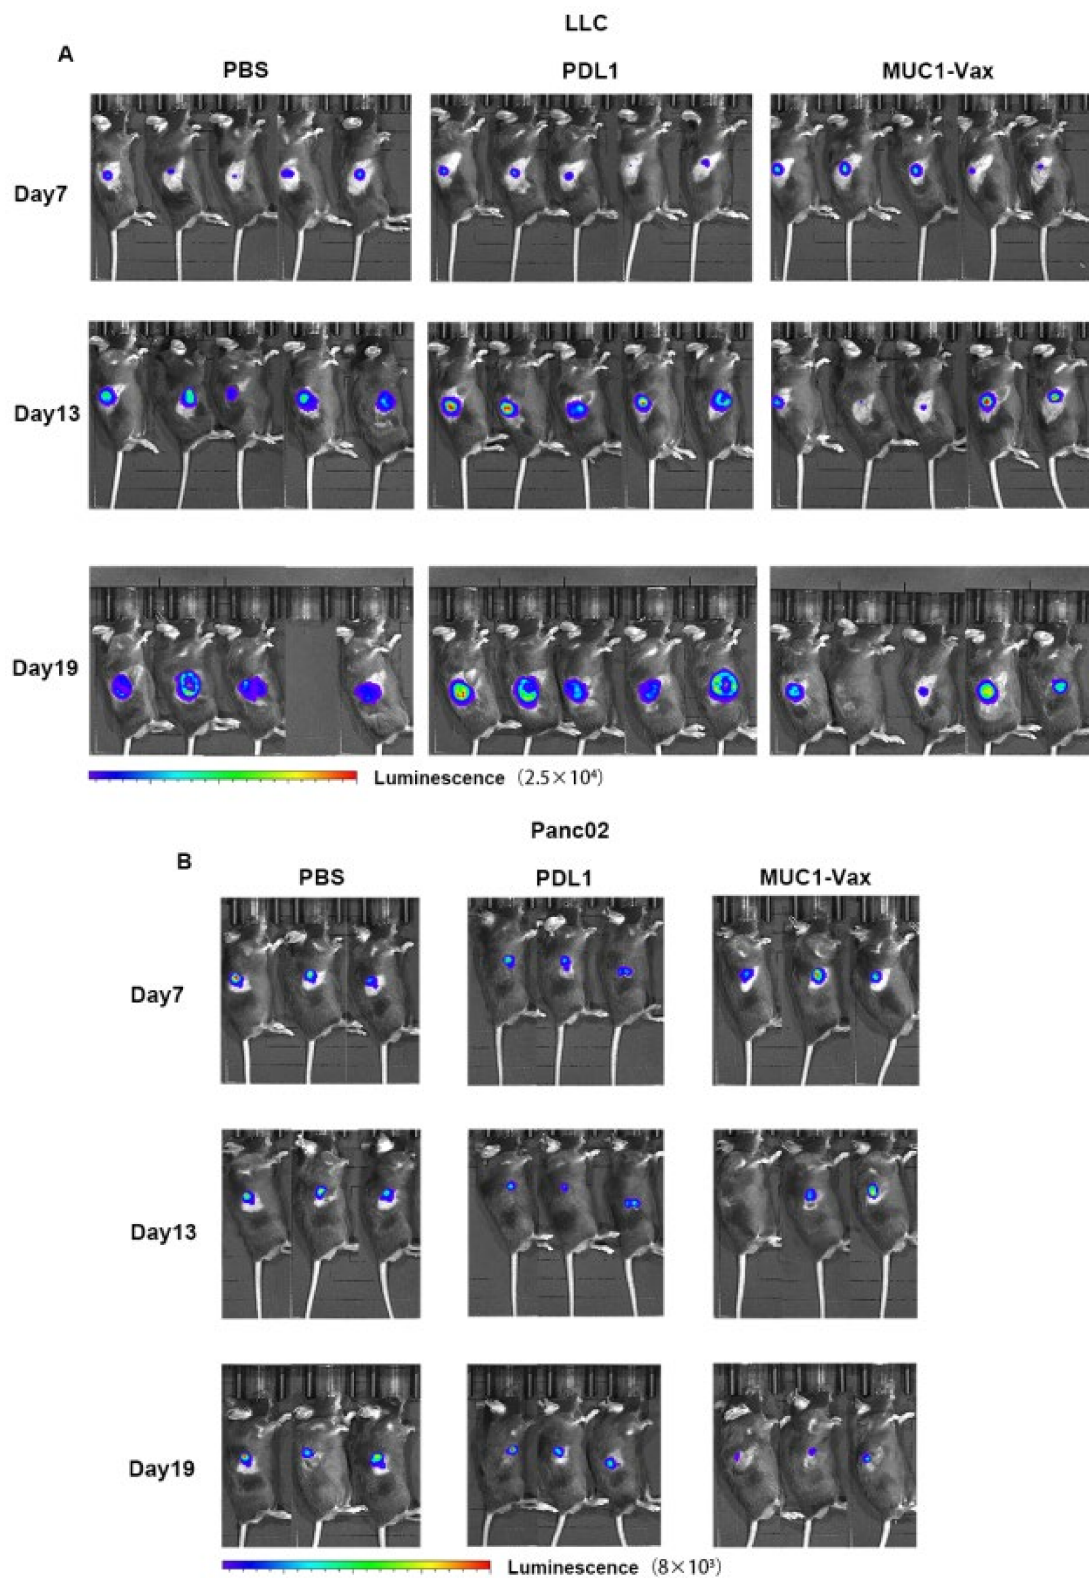 LLC
A
PBS PDL1 MUC1-Vax
Day7
Day13
Day19
Luminescence (2.5×10⁴)
Panc02
B
PBS PDL1 MUC1-Vax
Day7
Day13
Day19
Luminescence (8×10³)